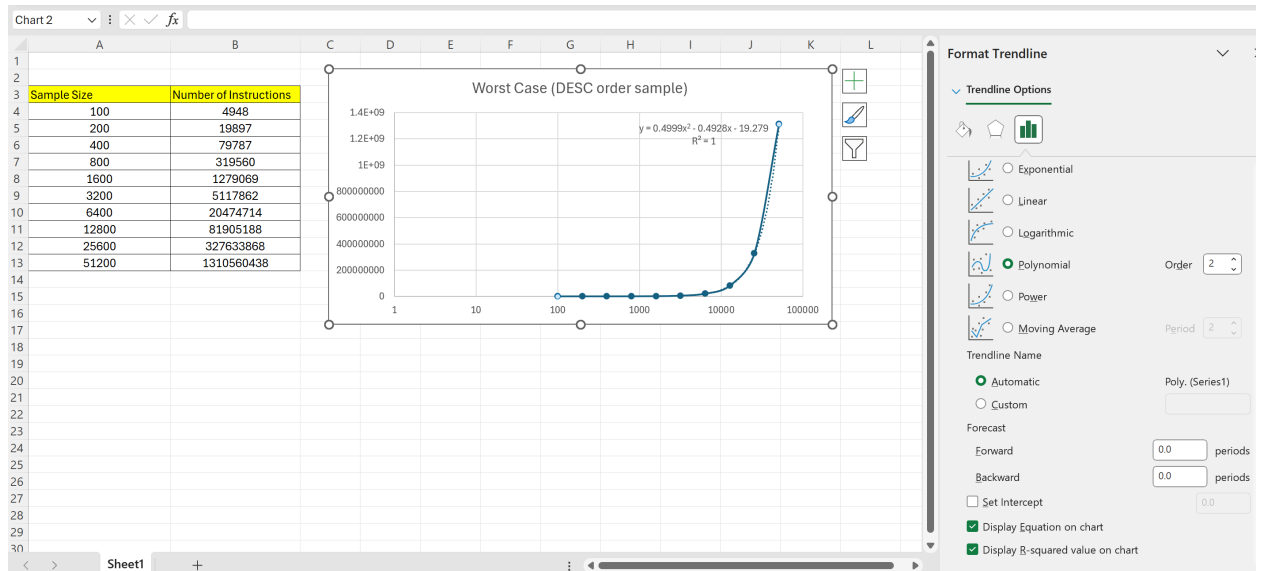 Chart 2 fx
A B C D E F G H I J K L
1
2
3 Sample Size Number of Instructions
4 100 4948
5 200 19897
6 400 79787
7 800 319560
8 1600 1279069
9 3200 5117862
10 6400 20474714
11 12800 81905188
12 25600 327633868
13 51200 1310560438
14
15
16
17
18
19
20
21
22
23
24
25
26
27
28
29
30
Worst Case (DESC order sample)
1.4E+09
y = 0.4999x² - 0.4928x - 19.279
R² = 1
1.2E+09
1E+09
800000000
600000000
400000000
200000000
0
1 10 100 1000 10000 100000
Sheet1
Format Trendline
Trendline Options
Exponential
Linear
Logarithmic
Polynomial Order 2
Power
Moving Average Period 2
Trendline Name
Automatic Poly. (Series1)
Custom
Forecast
Forward 0.0 periods
Backward 0.0 periods
Set Intercept 0.0
Display Equation on chart
Display R-squared value on chart